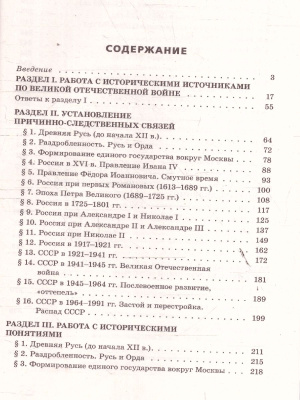 СОДЕРЖАНИЕ
Введение 3
РАЗДЕЛ I. РАБОТА С ИСТОРИЧЕСКИМИ ИСТОЧНИКАМИ
ПО ВЕЛИКОЙ ОТЕЧЕСТВЕННОЙ ВОЙНЕ 17
Ответы к разделу I 55
РАЗДЕЛ II. УСТАНОВЛЕНИЕ
ПРИЧИННО-СЛЕДСТВЕННЫХ СВЯЗЕЙ
§ 1. Древняя Русь (до начала XII в.) 64
§ 2. Раздробленность. Русь и Орда 72
§ 3. Формирование единого государства вокруг Москвы 78
§ 4. Россия в XVI в. Правление Ивана IV 88
§ 5. Правление Фёдора Иоанновича. Смутное время 93
§ 6. Россия при первых Романовых (1613–1689 гг.) 100
§ 7. Эпоха Петра Великого (1689–1725 гг.) 108
§ 8. Россия в 1725–1801 гг. 117
§ 9. Россия при Александре I и Николае I 125
§ 10. Россия при Александре II и Александре III 137
§ 11. Россия при Николае II 149
§ 12. Россия в 1917–1921 гг. 162
§ 13. СССР в 1921–1941 гг. 172
§ 14. СССР в 1941–1945 гг. Великая Отечественная
война 181
§ 15. СССР в 1945–1964 гг. Послевоенное развитие,
«оттепель» 189
§ 16. СССР в 1964–1991 гг. Застой и перестройка.
Распад СССР 199
РАЗДЕЛ III. РАБОТА С ИСТОРИЧЕСКИМИ
ПОНЯТИЯМИ
§ 1. Древняя Русь (до начала XII в.) 211
§ 2. Раздробленность. Русь и Орда 215
§ 3. Формирование единого государства вокруг Москвы 218